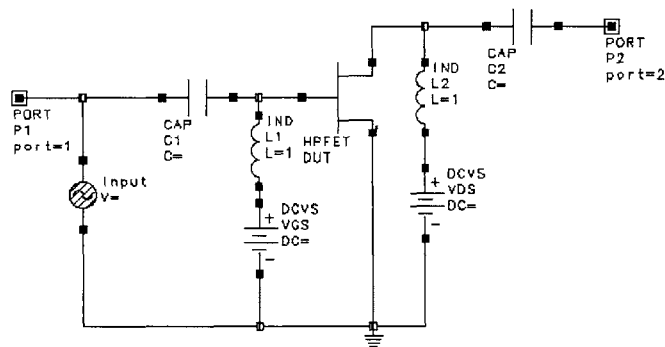 PORT
P1
port=1
CAP
C1
C=
IND
L1
L=1
HPFET
DUT
IND
L2
L=1
CAP
C2
C=
PORT
P2
port=2
Input
V=
+
DCVS
VGS
DC=
-
+
DCVS
VDS
DC=
-